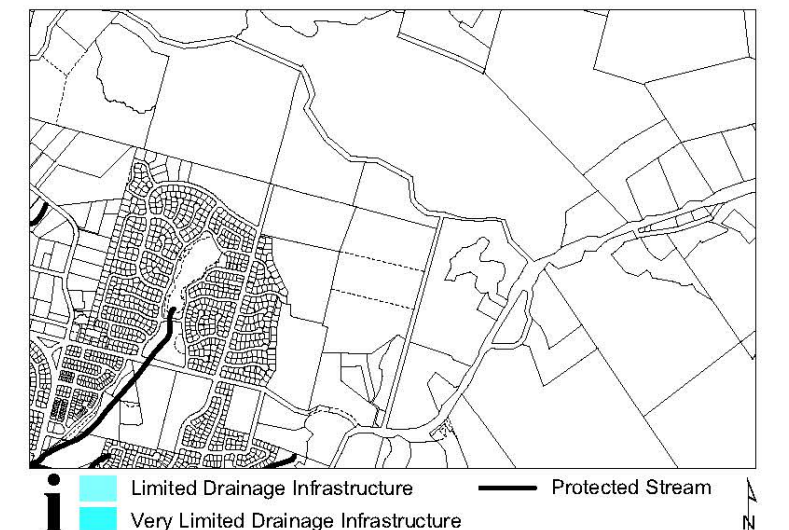 i
Limited Drainage Infrastructure
Protected Stream
Very Limited Drainage Infrastructure
N